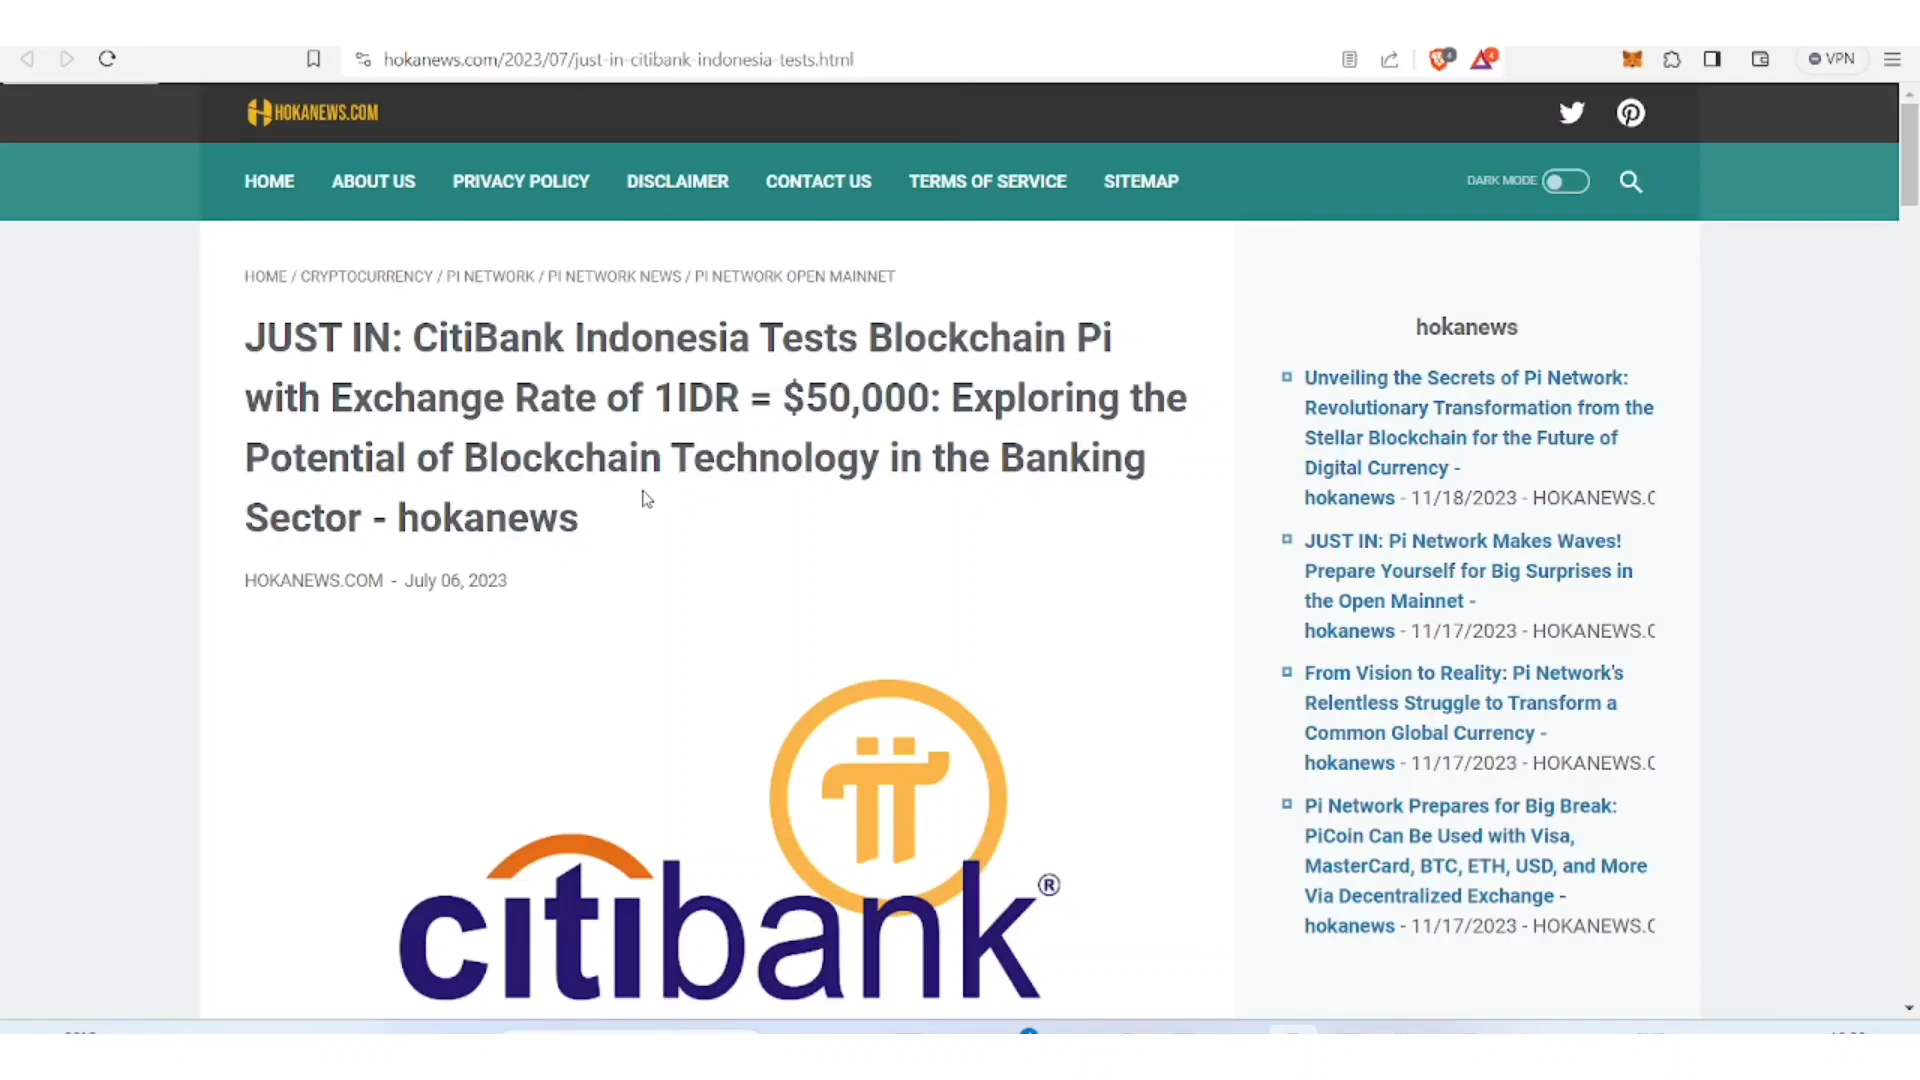 hokanews.com/2023/07/just-in-citibank-indonesia-tests.html
VPN
HOKANEWS.COM
HOME ABOUT US PRIVACY POLICY DISCLAIMER CONTACT US TERMS OF SERVICE SITEMAP
DARK MODE
HOME / CRYPTOCURRENCY / PI NETWORK / PI NETWORK NEWS / PI NETWORK OPEN MAINNET
JUST IN: CitiBank Indonesia Tests Blockchain Pi
with Exchange Rate of 1IDR = $50,000: Exploring the
Potential of Blockchain Technology in the Banking
Sector - hokanews
HOKANEWS.COM - July 06, 2023
citibank®
hokanews
Unveiling the Secrets of Pi Network:
Revolutionary Transformation from the
Stellar Blockchain for the Future of
Digital Currency -
hokanews - 11/18/2023 - HOKANEWS.C
JUST IN: Pi Network Makes Waves!
Prepare Yourself for Big Surprises in
the Open Mainnet -
hokanews - 11/17/2023 - HOKANEWS.C
From Vision to Reality: Pi Network's
Relentless Struggle to Transform a
Common Global Currency -
hokanews - 11/17/2023 - HOKANEWS.C
Pi Network Prepares for Big Break:
PiCoin Can Be Used with Visa,
MasterCard, BTC, ETH, USD, and More
Via Decentralized Exchange -
hokanews - 11/17/2023 - HOKANEWS.C